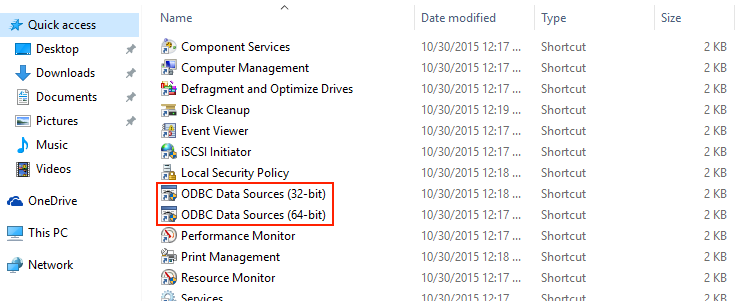 Name Date modified Type Size
Quick access
Desktop
Downloads
Documents
Pictures
Music
Videos
OneDrive
This PC
Network
Component Services 10/30/2015 12:17 ... Shortcut 2 KB
Computer Management 10/30/2015 12:17 ... Shortcut 2 KB
Defragment and Optimize Drives 10/30/2015 12:17 ... Shortcut 2 KB
Disk Cleanup 10/30/2015 12:19 ... Shortcut 2 KB
Event Viewer 10/30/2015 12:17 ... Shortcut 2 KB
iSCSI Initiator 10/30/2015 12:17 ... Shortcut 2 KB
Local Security Policy 10/30/2015 12:18 ... Shortcut 2 KB
ODBC Data Sources (32-bit) 10/30/2015 12:18 ... Shortcut 2 KB
ODBC Data Sources (64-bit) 10/30/2015 12:17 ... Shortcut 2 KB
Performance Monitor 10/30/2015 12:17 ... Shortcut 2 KB
Print Management 10/30/2015 12:18 ... Shortcut 2 KB
Resource Monitor 10/30/2015 12:17 ... Shortcut 2 KB
Services 10/30/2015 12:17 ... Shortcut 2 KB